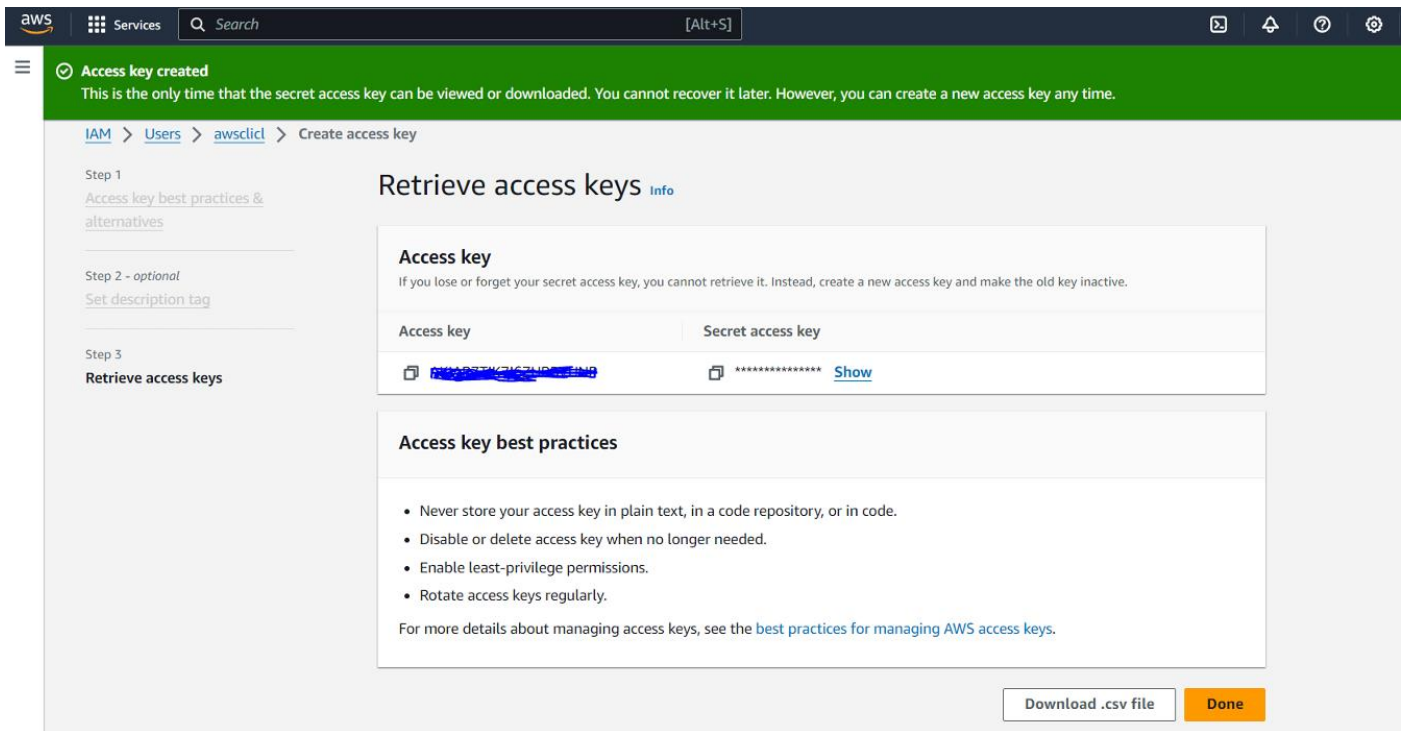 aws
Services
Search
[Alt+S]
Access key created
This is the only time that the secret access key can be viewed or downloaded. You cannot recover it later. However, you can create a new access key any time.
IAM > Users > awsclicl > Create access key
Step 1
Access key best practices &
alternatives
Step 2 - optional
Set description tag
Step 3
Retrieve access keys
Retrieve access keys Info
Access key
If you lose or forget your secret access key, you cannot retrieve it. Instead, create a new access key and make the old key inactive.
Access key
Secret access key
*************** Show
Access key best practices
• Never store your access key in plain text, in a code repository, or in code.
• Disable or delete access key when no longer needed.
• Enable least-privilege permissions.
• Rotate access keys regularly.
For more details about managing access keys, see the best practices for managing AWS access keys.
Download .csv file
Done